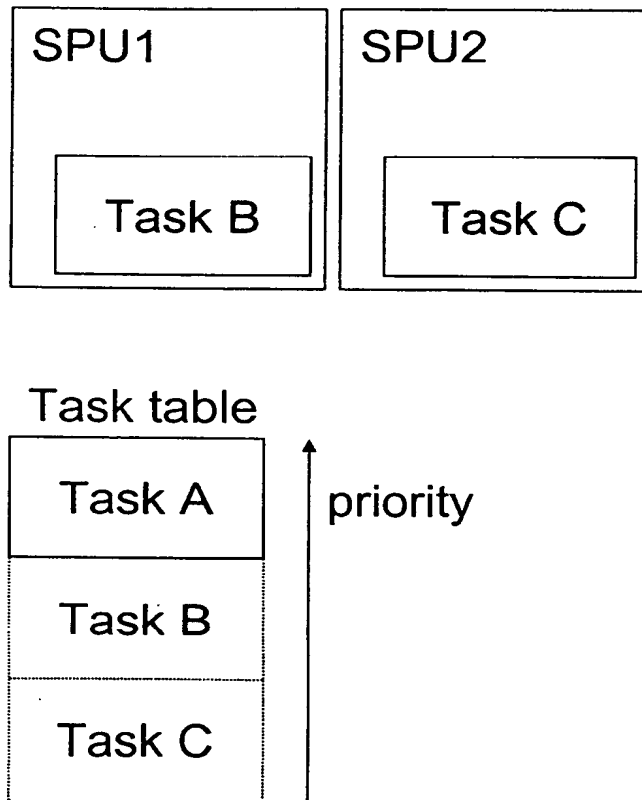 SPU1
SPU2
Task B
Task C
Task table
Task A
priority
Task B
Task C